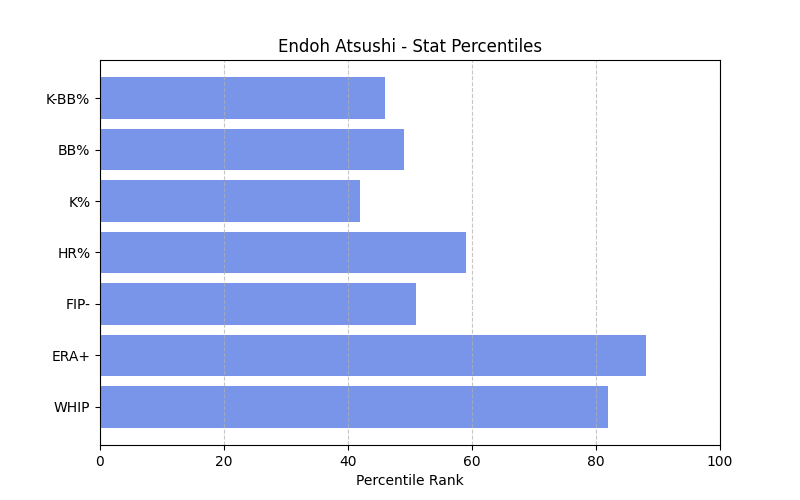 Endoh Atsushi - Stat Percentiles
K-BB%
BB%
K%
HR%
FIP-
ERA+
WHIP
0 20 40 60 80 100
Percentile Rank